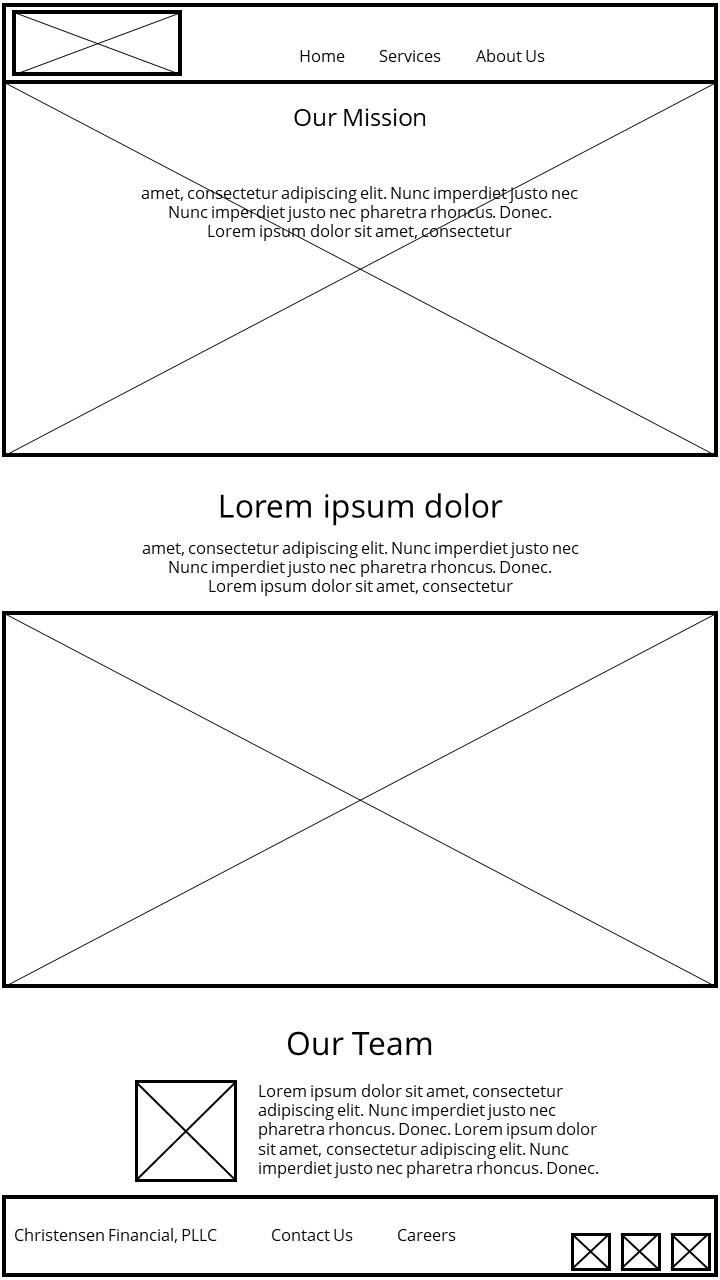 Home Services About Us
Our Mission
amet, consectetur adipiscing elit. Nunc imperdiet justo nec
Nunc imperdiet justo nec pharetra rhoncus. Donec.
Lorem ipsum dolor sit amet, consectetur
Lorem ipsum dolor
amet, consectetur adipiscing elit. Nunc imperdiet justo nec
Nunc imperdiet justo nec pharetra rhoncus. Donec.
Lorem ipsum dolor sit amet, consectetur
Our Team
Lorem ipsum dolor sit amet, consectetur
adipiscing elit. Nunc imperdiet justo nec
pharetra rhoncus. Donec. Lorem ipsum dolor
sit amet, consectetur adipiscing elit. Nunc
imperdiet justo nec pharetra rhoncus. Donec.
Christensen Financial, PLLC Contact Us Careers